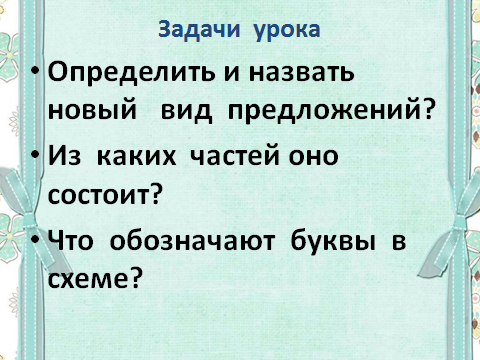 Задачи урока
• Определить и назвать
новый вид предложений?
• Из каких частей оно
состоит?
• Что обозначают буквы в
схеме?